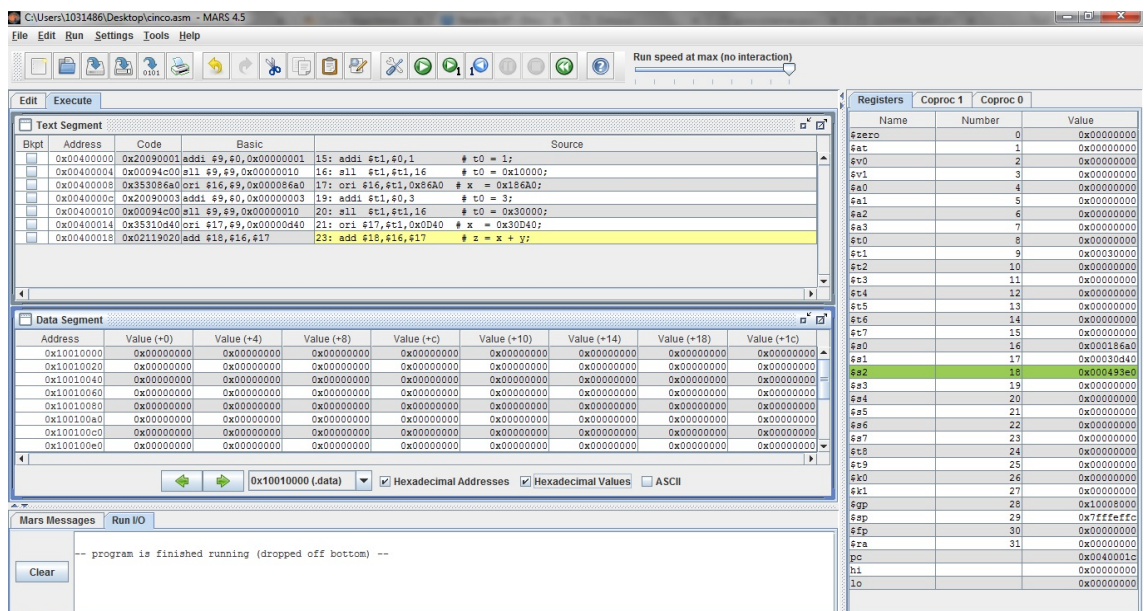 C:\Users\1031486\Desktop\cinco.asm - MARS 4.5
File Edit Run Settings Tools Help
Run speed at max (no interaction)
Edit Execute
Text Segment
Bkpt Address Code Basic Source
0x00400000 0x20090001 addi $9,$0,0x00000001 15: addi $t1,$0,1 # t0 = 1;
0x00400004 0x00094c00 sll $9,$9,0x00000010 16: sll $t1,$t1,16 # t0 = 0x10000;
0x00400008 0x353086a0 ori $16,$9,0x000086a0 17: ori $16,$t1,0x86A0 # x = 0x186A0;
0x0040000c 0x20090003 addi $9,$0,0x00000003 19: addi $t1,$0,3 # t0 = 3;
0x00400010 0x00094c00 sll $9,$9,0x00000010 20: sll $t1,$t1,16 # t0 = 0x30000;
0x00400014 0x35310d40 ori $17,$9,0x00000d40 21: ori $17,$t1,0x0D40 # x = 0x30D40;
0x00400018 0x02119020 add $18,$16,$17 23: add $18,$16,$17 # z = x + y;
Data Segment
Address Value (+0) Value (+4) Value (+8) Value (+c) Value (+10) Value (+14) Value (+18) Value (+1c)
0x10010000 0x00000000 0x00000000 0x00000000 0x00000000 0x00000000 0x00000000 0x00000000 0x00000000
0x10010020 0x00000000 0x00000000 0x00000000 0x00000000 0x00000000 0x00000000 0x00000000 0x00000000
0x10010040 0x00000000 0x00000000 0x00000000 0x00000000 0x00000000 0x00000000 0x00000000 0x00000000
0x10010060 0x00000000 0x00000000 0x00000000 0x00000000 0x00000000 0x00000000 0x00000000 0x00000000
0x10010080 0x00000000 0x00000000 0x00000000 0x00000000 0x00000000 0x00000000 0x00000000 0x00000000
0x100100a0 0x00000000 0x00000000 0x00000000 0x00000000 0x00000000 0x00000000 0x00000000 0x00000000
0x100100c0 0x00000000 0x00000000 0x00000000 0x00000000 0x00000000 0x00000000 0x00000000 0x00000000
0x100100e0 0x00000000 0x00000000 0x00000000 0x00000000 0x00000000 0x00000000 0x00000000 0x00000000
0x10010000 (.data) Hexadecimal Addresses Hexadecimal Values ASCII
Mars Messages Run I/O
-- program is finished running (dropped off bottom) --
Clear
Registers Coproc 1 Coproc 0
Name Number Value
$zero 0 0x00000000
$at 1 0x00000000
$v0 2 0x00000000
$v1 3 0x00000000
$a0 4 0x00000000
$a1 5 0x00000000
$a2 6 0x00000000
$a3 7 0x00000000
$t0 8 0x00000000
$t1 9 0x00030000
$t2 10 0x00000000
$t3 11 0x00000000
$t4 12 0x00000000
$t5 13 0x00000000
$t6 14 0x00000000
$t7 15 0x00000000
$s0 16 0x000186a0
$s1 17 0x00030d40
$s2 18 0x000493e0
$s3 19 0x00000000
$s4 20 0x00000000
$s5 21 0x00000000
$s6 22 0x00000000
$s7 23 0x00000000
$t8 24 0x00000000
$t9 25 0x00000000
$k0 26 0x00000000
$k1 27 0x00000000
$gp 28 0x10008000
$sp 29 0x7fffeffc
$fp 30 0x00000000
$ra 31 0x00000000
pc 0x0040001c
hi 0x00000000
lo 0x00000000